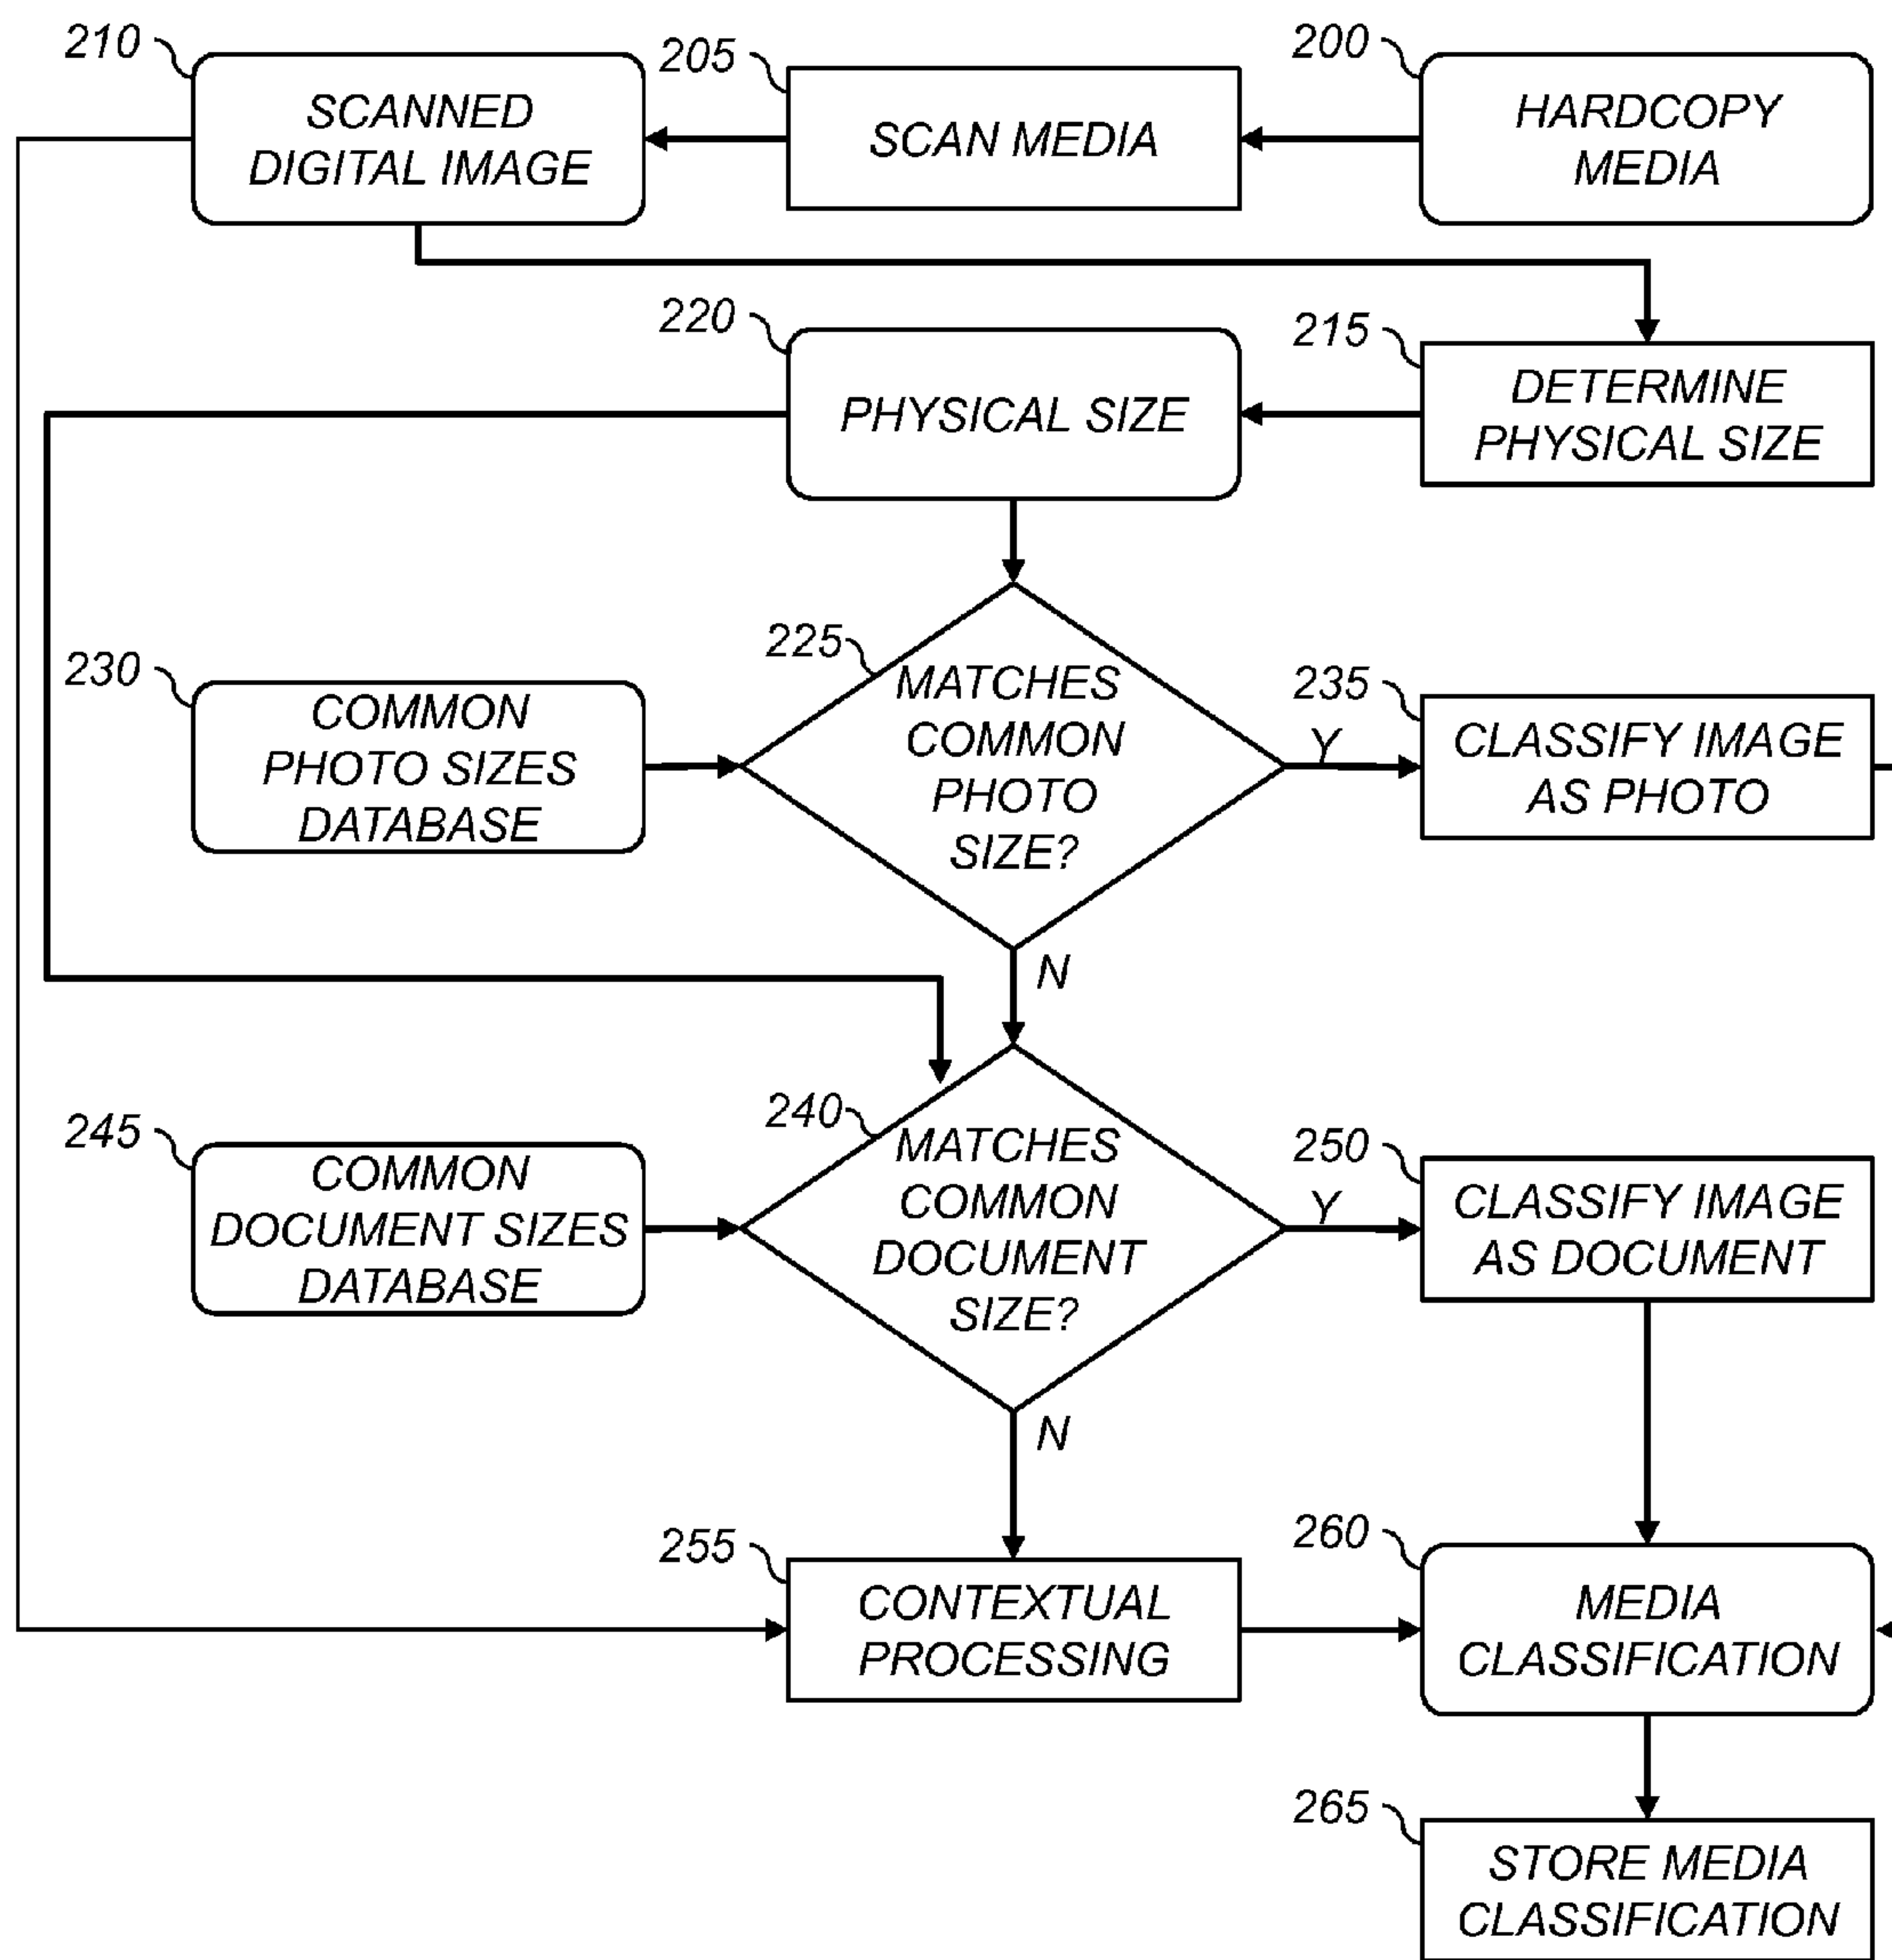 210
SCANNED
DIGITAL IMAGE
205
SCAN MEDIA
200
HARDCOPY
MEDIA
220
PHYSICAL SIZE
215
DETERMINE
PHYSICAL SIZE
230
COMMON
PHOTO SIZES
DATABASE
225
MATCHES
COMMON
PHOTO
SIZE?
Y
N
235
CLASSIFY IMAGE
AS PHOTO
245
COMMON
DOCUMENT SIZES
DATABASE
240
MATCHES
COMMON
DOCUMENT
SIZE?
Y
N
250
CLASSIFY IMAGE
AS DOCUMENT
255
CONTEXTUAL
PROCESSING
260
MEDIA
CLASSIFICATION
265
STORE MEDIA
CLASSIFICATION